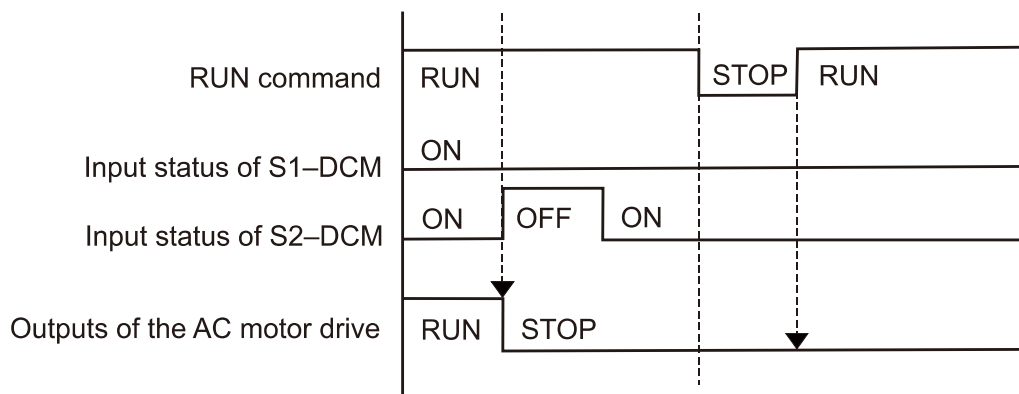 RUN command RUN STOP RUN
ON
Input status of S1–DCM
Input status of S2–DCM ON OFF ON
Outputs of the AC motor drive RUN STOP